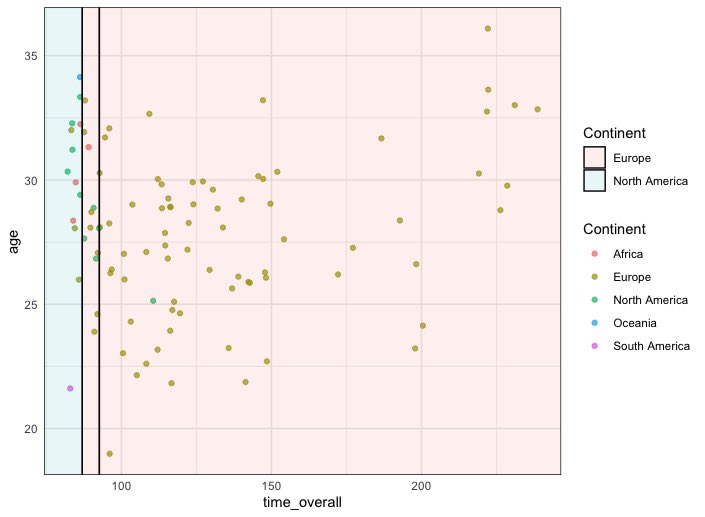 35
30
25
20
age
100
150
200
time_overall
Continent
Europe
North America
Continent
Africa
Europe
North America
Oceania
South America